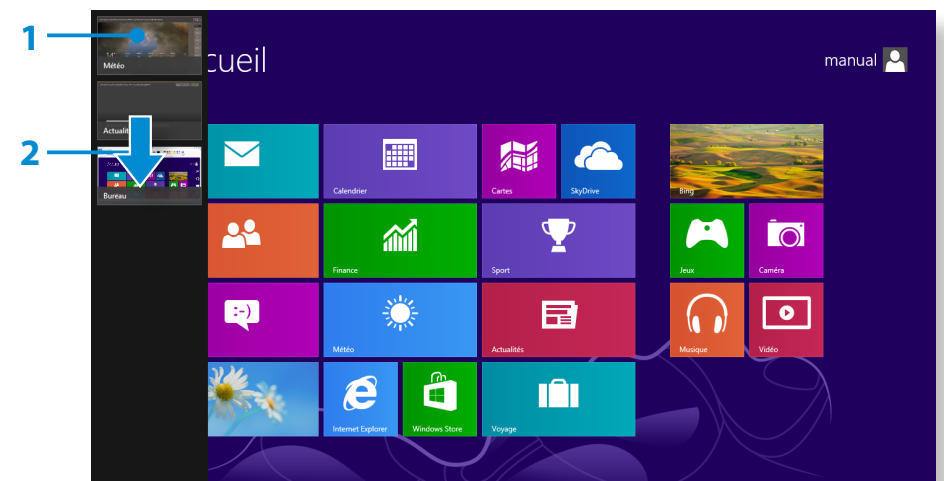 1
Météo
Actualit
2
Bureau
cueil
manual
Calendrier
Cartes
SkyDrive
Bing
Finance
Sport
Jeux
Caméra
:-)
Météo
Actualités
Musique
Vidéo
Internet Explorer
Windows Store
Voyage